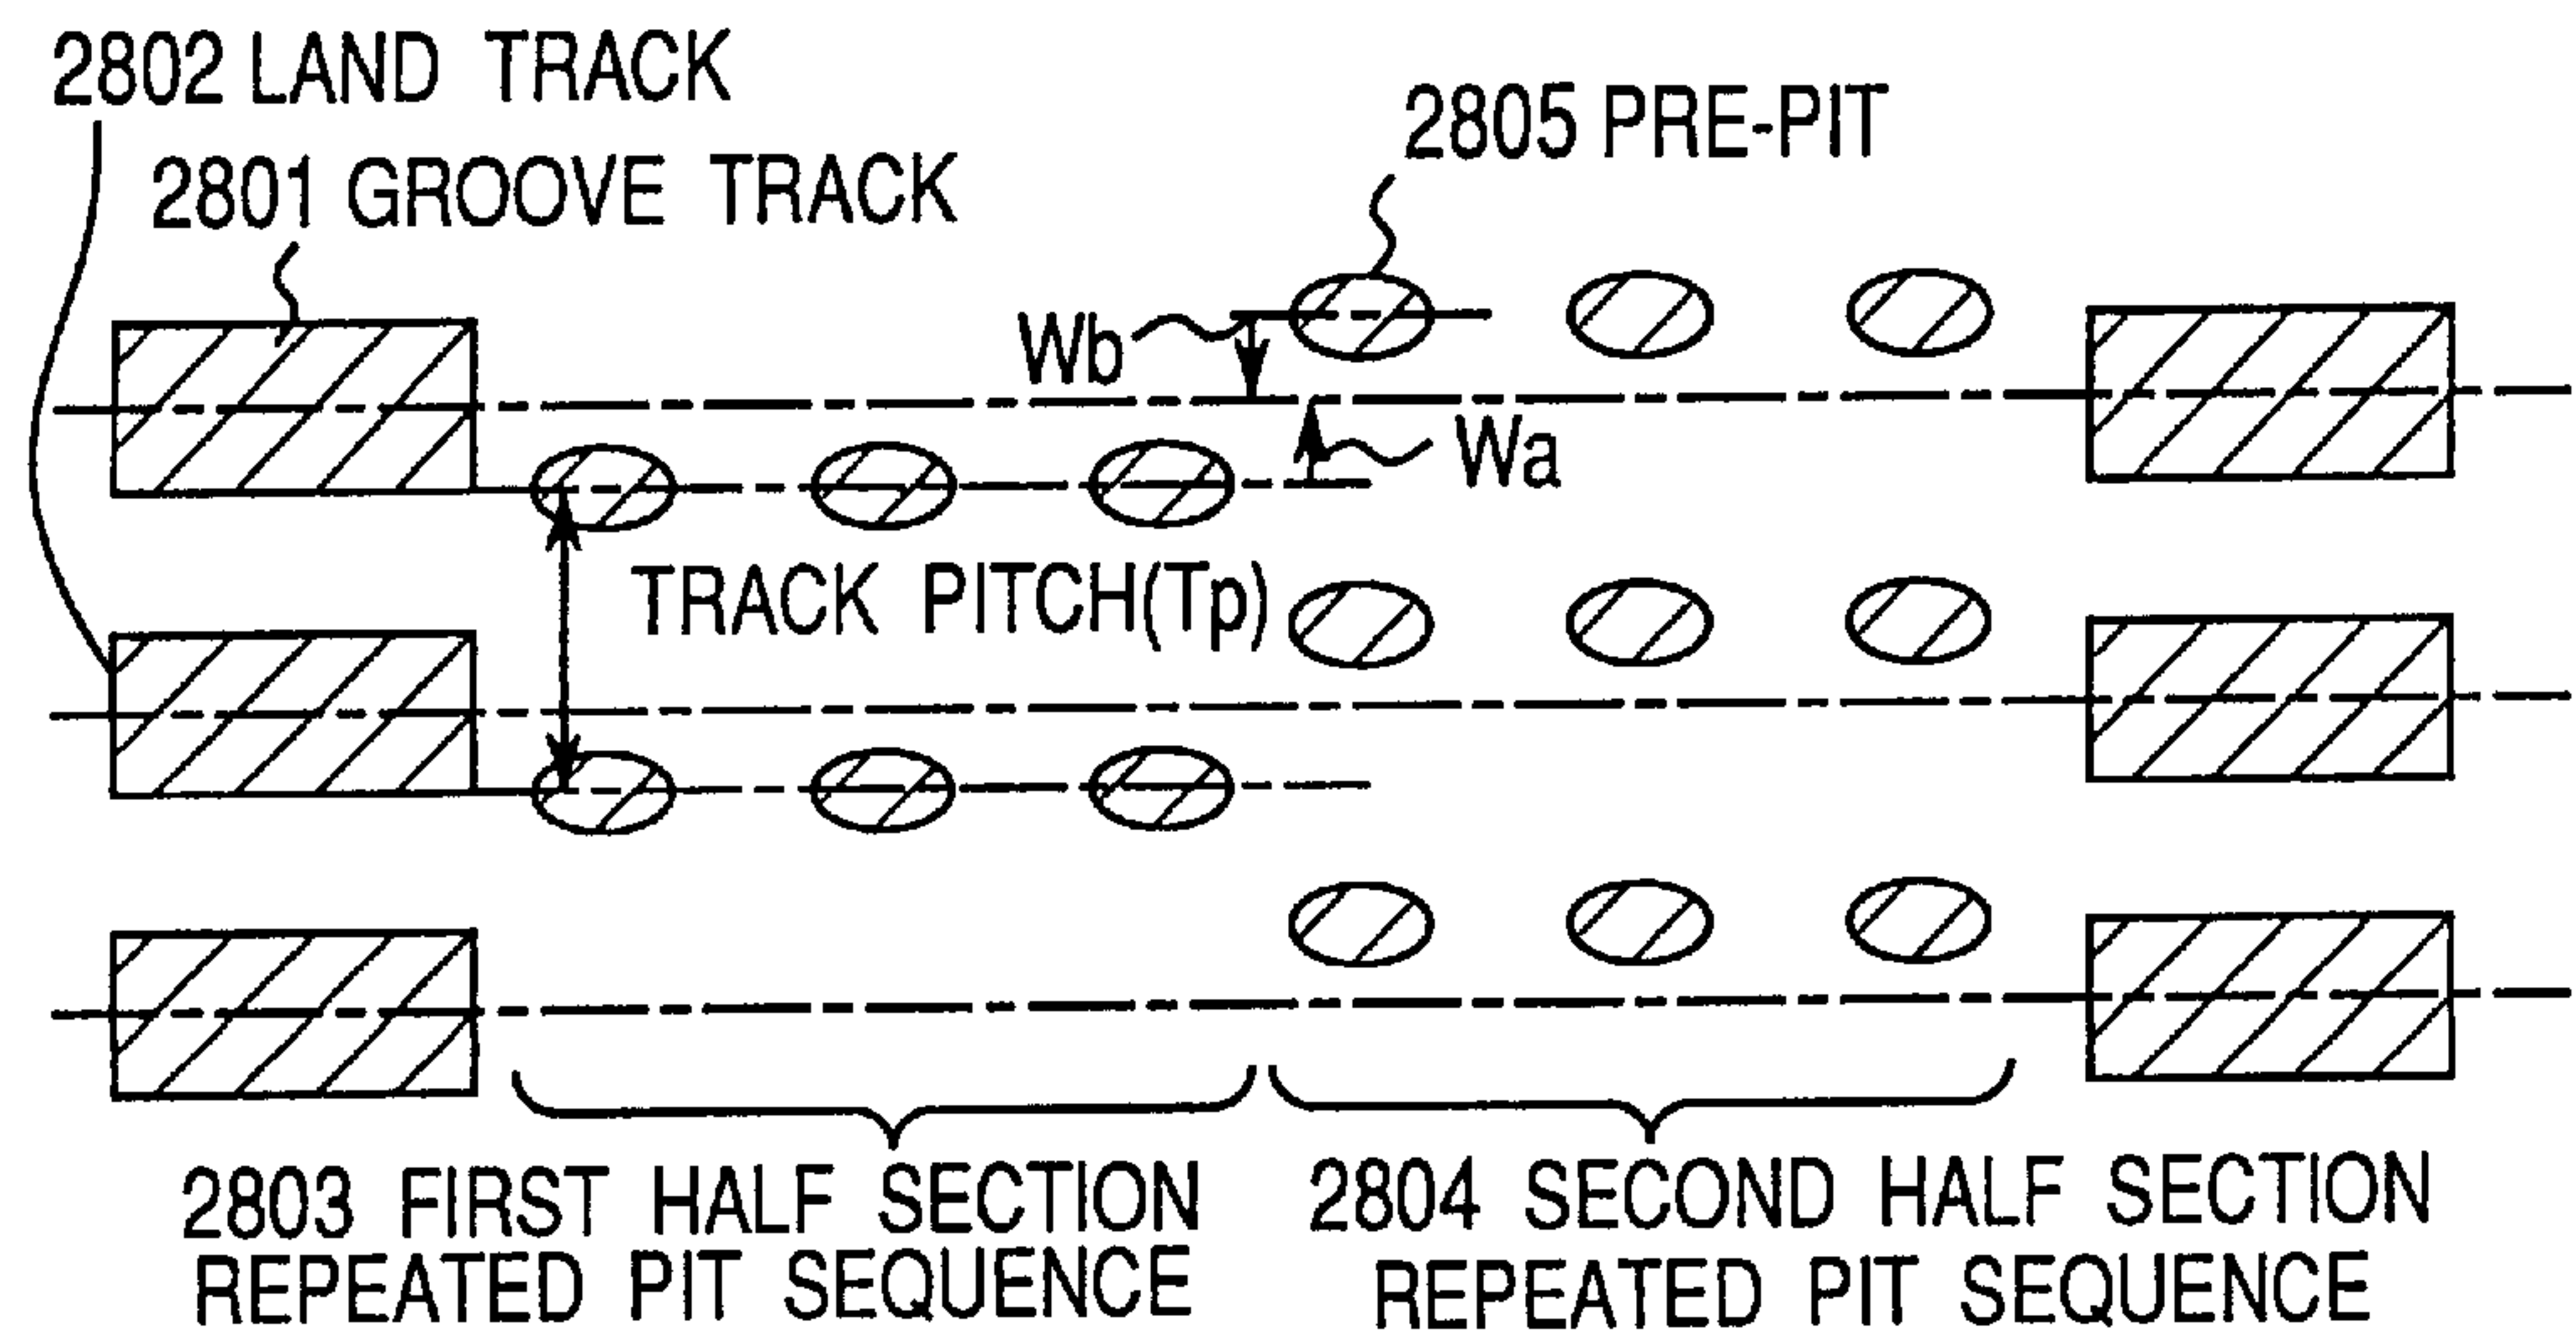 2802 LAND TRACK
2801 GROOVE TRACK
2805 PRE-PIT
Wb
Wa
TRACK PITCH(Tp)
2803 FIRST HALF SECTION
REPEATED PIT SEQUENCE
2804 SECOND HALF SECTION
REPEATED PIT SEQUENCE